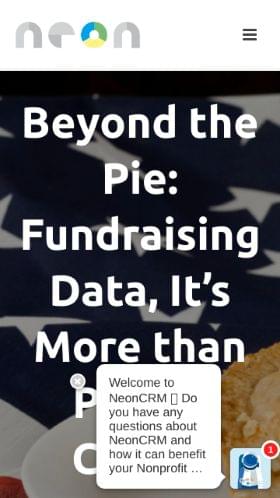 neon
Beyond the
Pie:
Fundraising
Data, It’s
More than
P
C
Welcome to
NeonCRM ▯ Do
you have any
questions about
NeonCRM and
how it can benefit
your Nonprofit ...
1